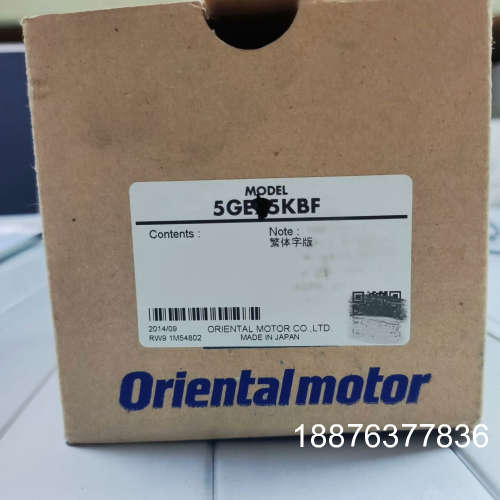 MODEL
Contents :
Note :
繁体字版
2014/09
ORIENTAL MOTOR CO.,LTD.
RW9 1M54802
MADE IN JAPAN
Orientalmotor
18876377836